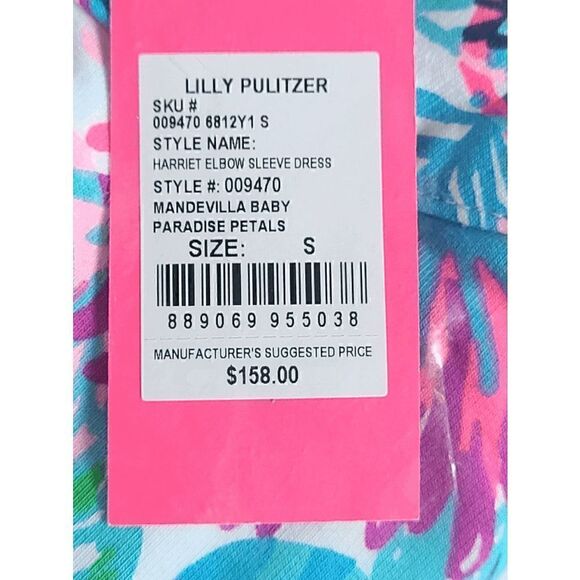 LILLY PULITZER
SKU #
009470 6812Y1 S
STYLE NAME:
HARRIET ELBOW SLEEVE DRESS
STYLE #: 009470
MANDEVILLA BABY
PARADISE PETALS
SIZE: S
889069 955038
MANUFACTURER'S SUGGESTED PRICE
$158.00